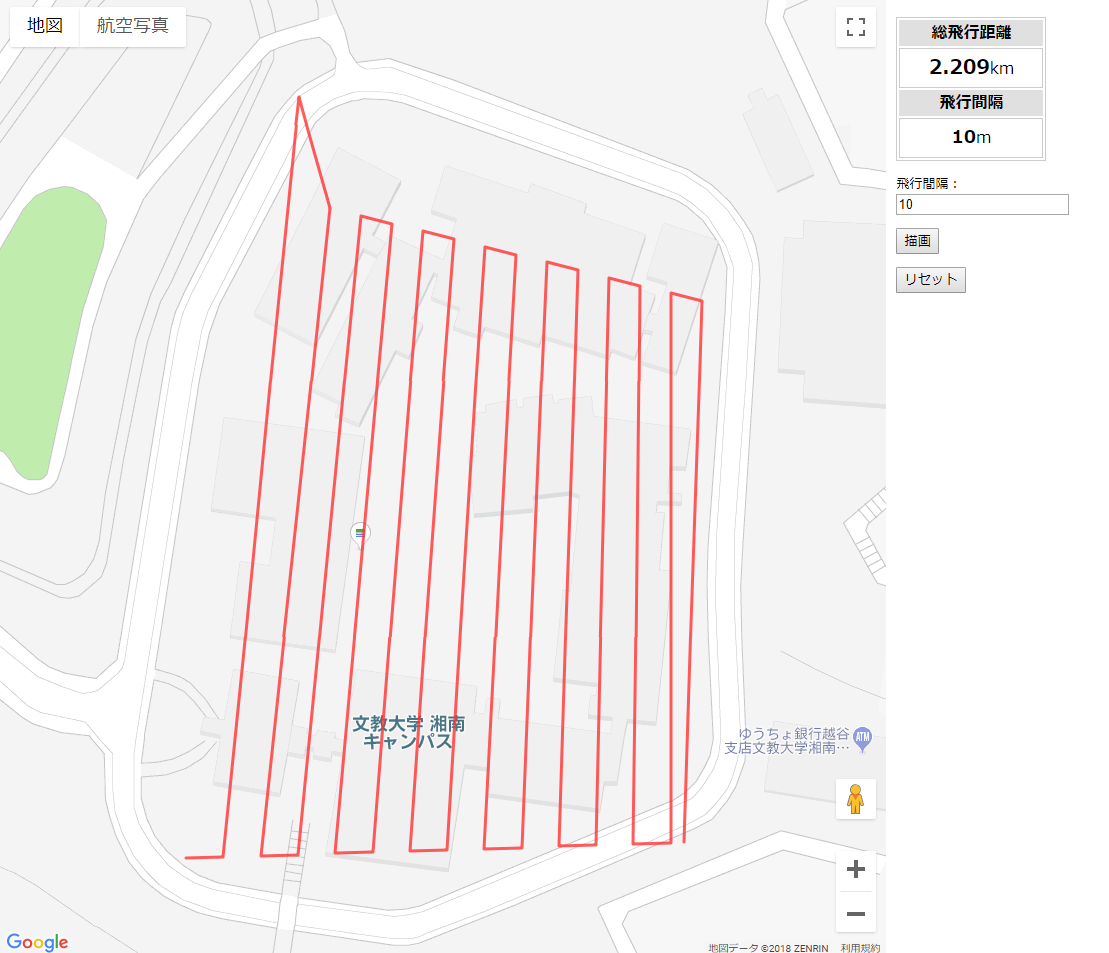 地図 航空写真
総飛行距離
2.209km
飛行間隔
10m
飛行間隔：
10
描画
リセット
文教大学 湘南
キャンパス
ゆうちょ銀行越谷
支店文教大学湘南…
ATM
Google
地図データ ©2018 ZENRIN 利用規約